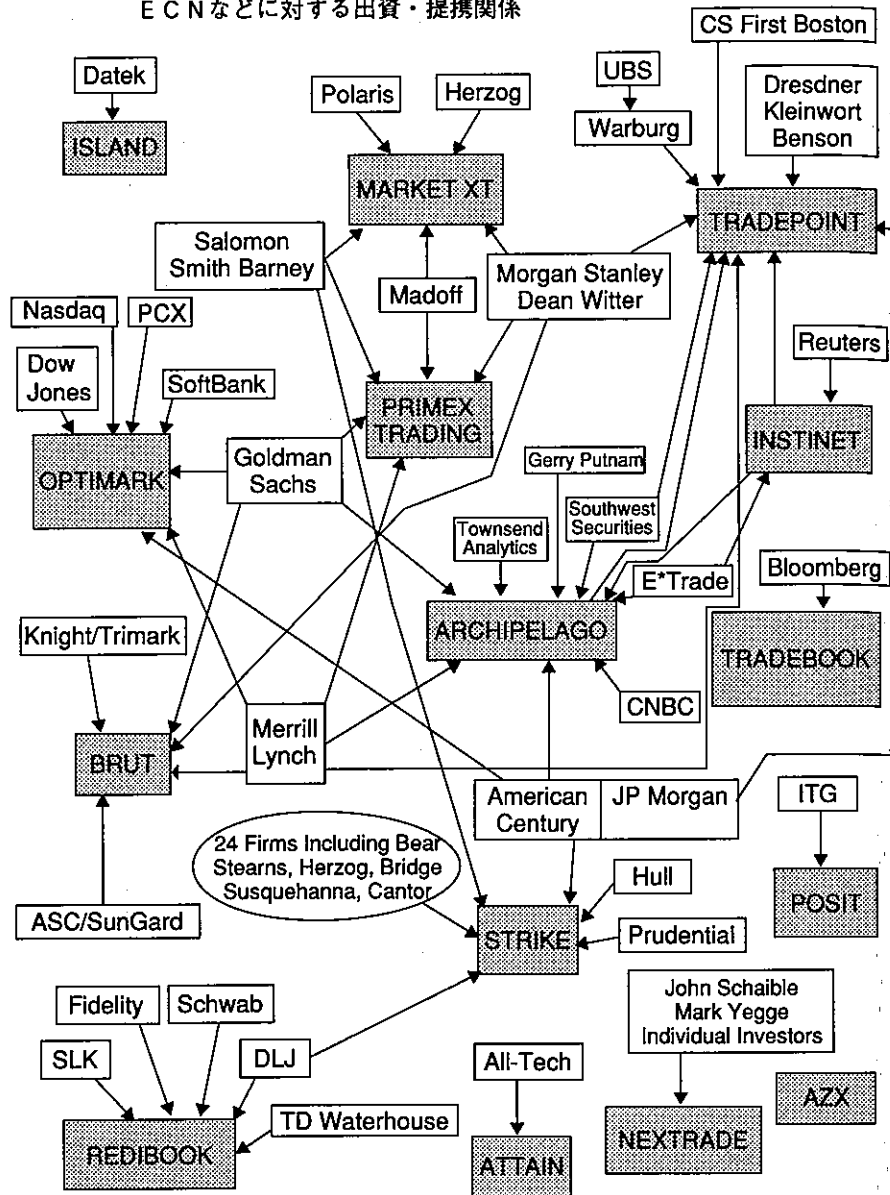 ECNなどに対する出資・提携関係
CS First Boston
Datek
UBS
Dresdner
Kleinwort
Benson
Polaris
Herzog
Warburg
ISLAND
MARKET XT
TRADEPOINT
Salomon
Smith Barney
Morgan Stanley
Dean Witter
Madoff
Nasdaq
PCX
Reuters
Dow
Jones
SoftBank
PRIMEX
TRADING
INSTINET
OPTIMARK
Goldman
Sachs
Gerry Putnam
Southwest
Securities
Townsend
Analytics
E*Trade
Bloomberg
ARCHIPELAGO
Knight/Trimark
TRADEBOOK
CNBC
Merrill
Lynch
BRUT
American
Century
JP Morgan
ITG
24 Firms Including Bear
Stearns, Herzog, Bridge
Susquehanna, Cantor
Hull
POSIT
ASC/SunGard
STRIKE
Prudential
John Schaible
Mark Yegge
Individual Investors
Fidelity
Schwab
SLK
DLJ
All-Tech
AZX
TD Waterhouse
REDIBOOK
ATTAIN
NEXTRADE